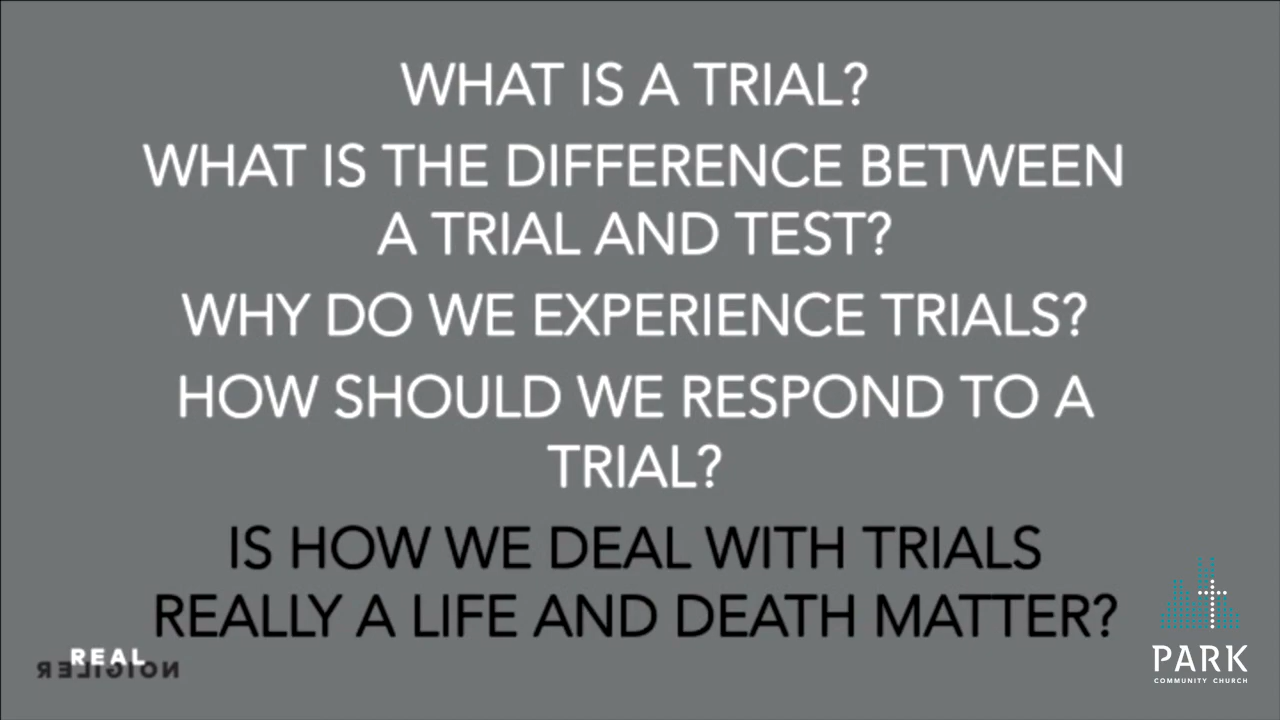 WHAT IS A TRIAL?
WHAT IS THE DIFFERENCE BETWEEN
A TRIAL AND TEST?
WHY DO WE EXPERIENCE TRIALS?
HOW SHOULD WE RESPOND TO A
TRIAL?
IS HOW WE DEAL WITH TRIALS
REALLY A LIFE AND DEATH MATTER?
REAL
RELIGION
PARK
COMMUNITY CHURCH